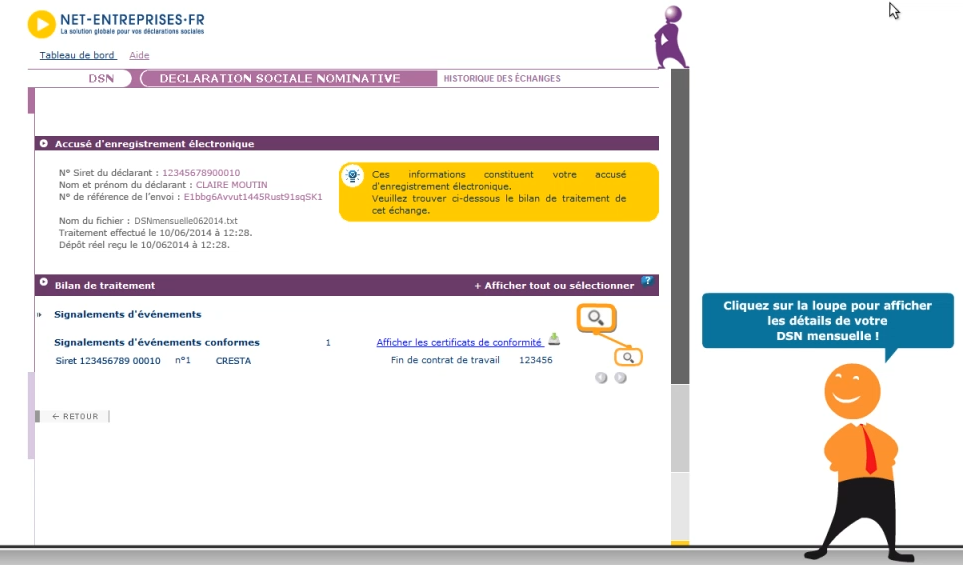 NET-ENTREPRISES·FR
La solution globale pour vos déclarations sociales
Tableau de bord Aide
DSN DECLARATION SOCIALE NOMINATIVE HISTORIQUE DES ÉCHANGES
Accusé d'enregistrement électronique
N° Siret du déclarant : 12345678900010
Nom et prénom du déclarant : CLAIRE MOUTIN
N° de référence de l'envoi : E1bbg6Avvut1445Rust91sqSK1
Nom du fichier : DSNmensuelle062014.txt
Traitement effectué le 10/06/2014 à 12:28.
Dépôt réel reçu le 10/062014 à 12:28.
Ces informations constituent votre accusé
d'enregistrement électronique.
Veuillez trouver ci-dessous le bilan de traitement de
cet échange.
Bilan de traitement + Afficher tout ou sélectionner ?
Signalements d'événements
Signalements d'événements conformes 1 Afficher les certificats de conformité
Siret 123456789 00010 n°1 CRESTA Fin de contrat de travail 123456
← RETOUR
Cliquez sur la loupe pour afficher
les détails de votre
DSN mensuelle !